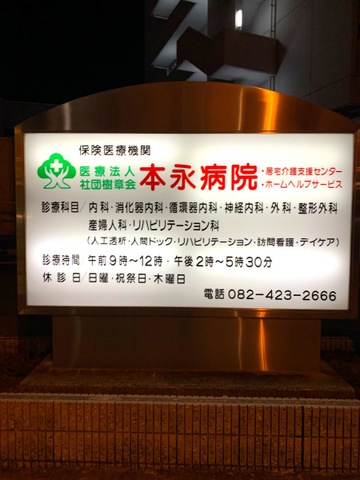 保険医療機関
医療法人
社団樹章会
本永病院
・居宅介護支援センター
・ホームヘルプサービス
診療科目/内科・消化器内科・循環器内科・神経内科・外科・整形外科
産婦人科・リハビリテーション科
(人工透析・人間ドック・リハビリテーション・訪問看護・デイケア)
診療時間 午前9時〜12時・午後2時〜5時30分
休診日/日曜・祝祭日・木曜日
電話 082-423-2666